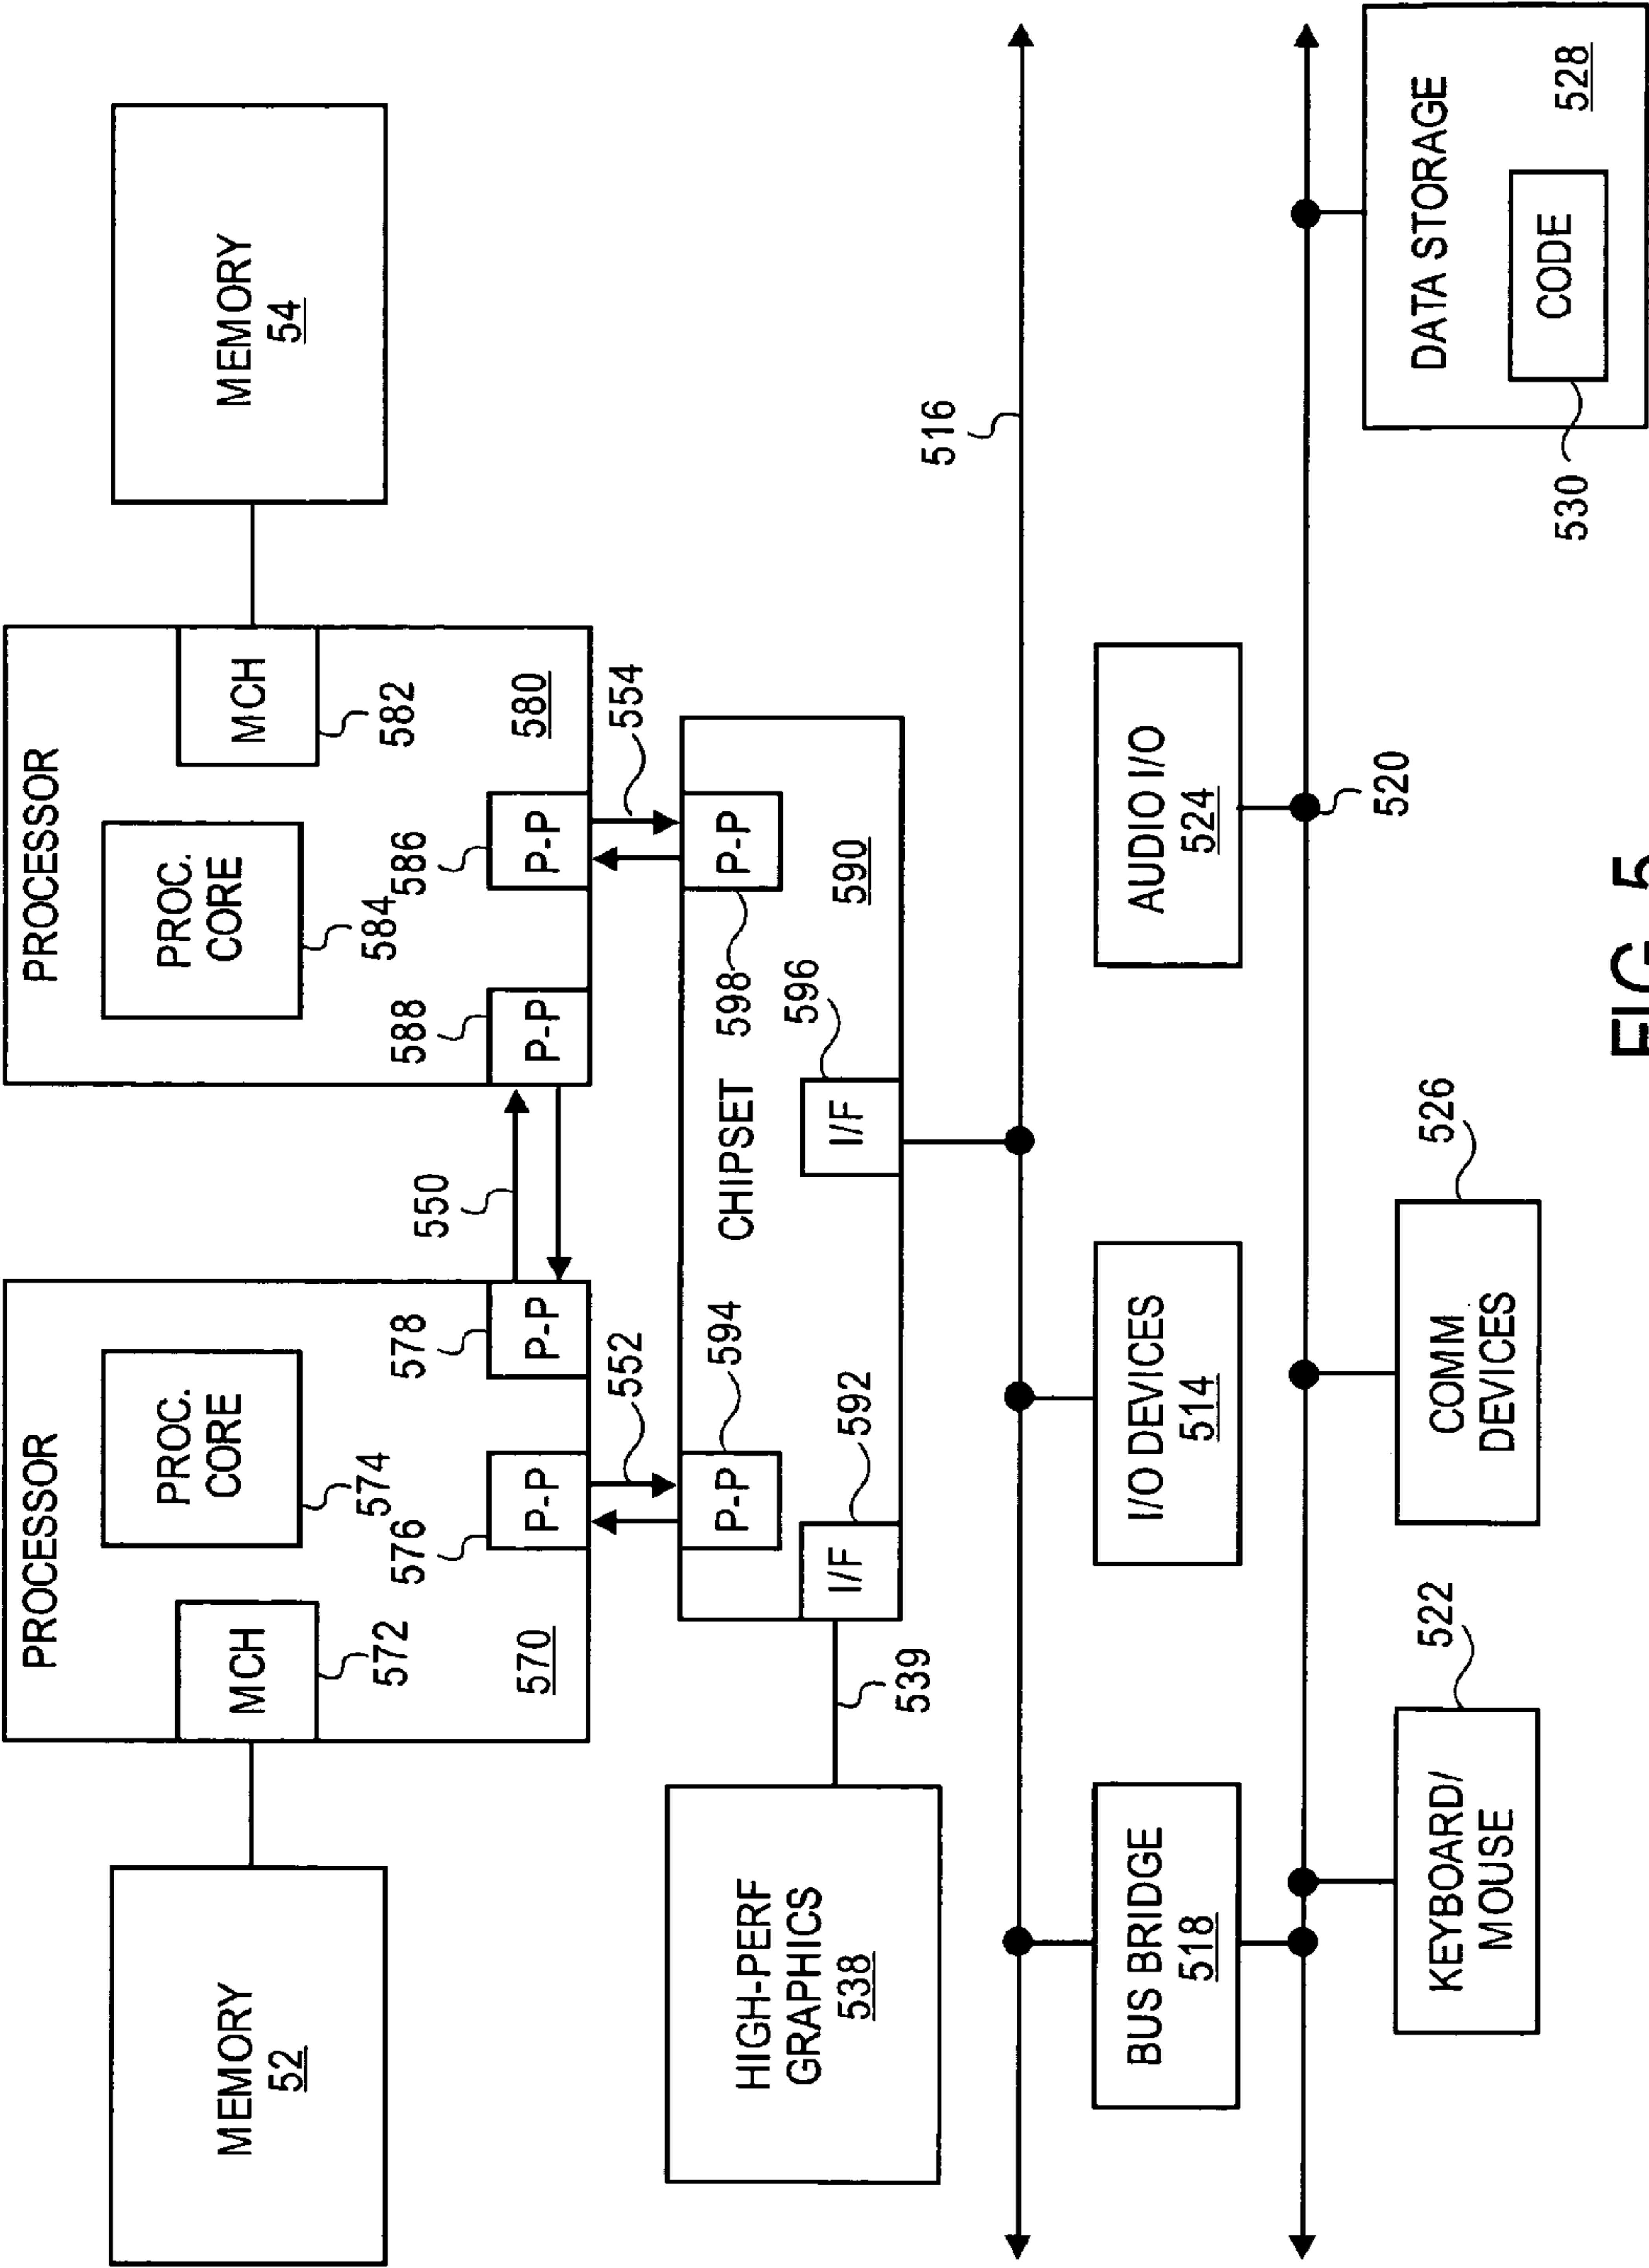 PROCESSOR
PROCESSOR
MEMORY
52
MCH
572
PROC.
CORE
574
576
578
P-P
P-P
570
550
588
P-P
PROC.
CORE
584
586
P-P
MCH
582
580
MEMORY
54
552
554
HIGH-PERF
GRAPHICS
538
539
P-P
594
I/F
592
CHIPSET
598
P-P
I/F
596
590
516
BUS BRIDGE
518
I/O DEVICES
514
AUDIO I/O
524
520
KEYBOARD/
MOUSE
522
COMM
DEVICES
526
DATA STORAGE
CODE
528
530
FIG. 5